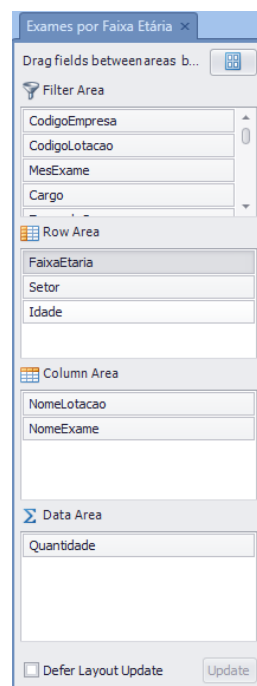 Exames por Faixa Etária ×
Drag fields between areas b...
Filter Area
CodigoEmpresa
CodigoLotacao
MesExame
Cargo
Row Area
FaixaEtaria
Setor
Idade
Column Area
NomeLotacao
NomeExame
Σ Data Area
Quantidade
Defer Layout Update Update